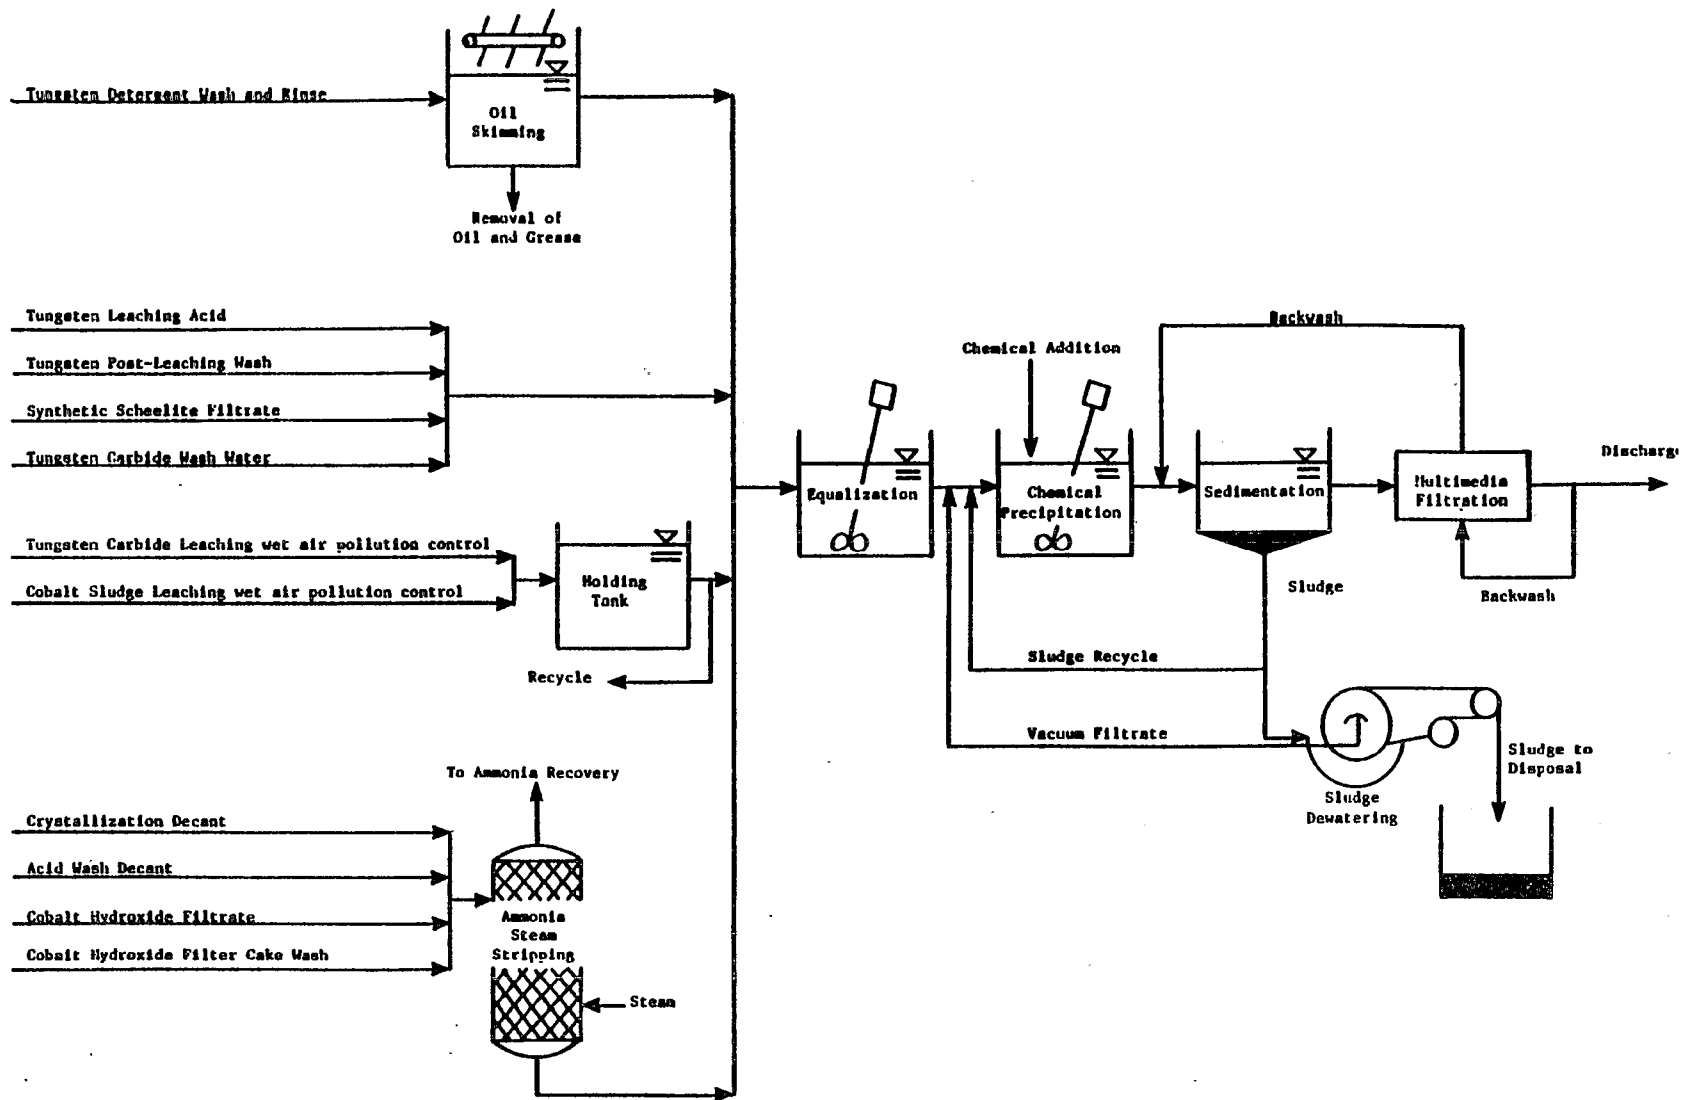 Tungsten Detergent Wash and Rinse
Oil
Skimming
Removal of
Oil and Grease
Tungsten Leaching Acid
Tungsten Post-Leaching Wash
Synthetic Scheelite Filtrate
Tungsten Carbide Wash Water
Tungsten Carbide Leaching wet air pollution control
Cobalt Sludge Leaching wet air pollution control
Holding
Tank
Recycle
To Ammonia Recovery
Crystallization Decant
Acid Wash Decant
Cobalt Hydroxide Filtrate
Cobalt Hydroxide Filter Cake Wash
Ammonia
Steam
Stripping
Steam
Equalization
Chemical Addition
Chemical
Precipitation
Backwash
Sedimentation
Multimedia
Filtration
Discharge
Backwash
Sludge
Sludge Recycle
Vacuum Filtrate
Sludge
Dewatering
Sludge to
Disposal